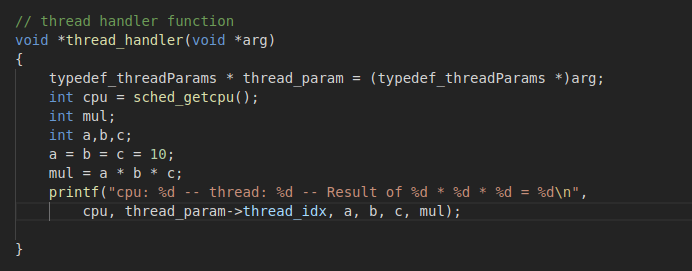 // thread handler function
void *thread_handler(void *arg)
{
    typedef_threadParams * thread_param = (typedef_threadParams *)arg;
    int cpu = sched_getcpu();
    int mul;
    int a,b,c;
    a = b = c = 10;
    mul = a * b * c;
    printf("cpu: %d -- thread: %d -- Result of %d * %d * %d = %d\n",
        cpu, thread_param->thread_idx, a, b, c, mul);
}